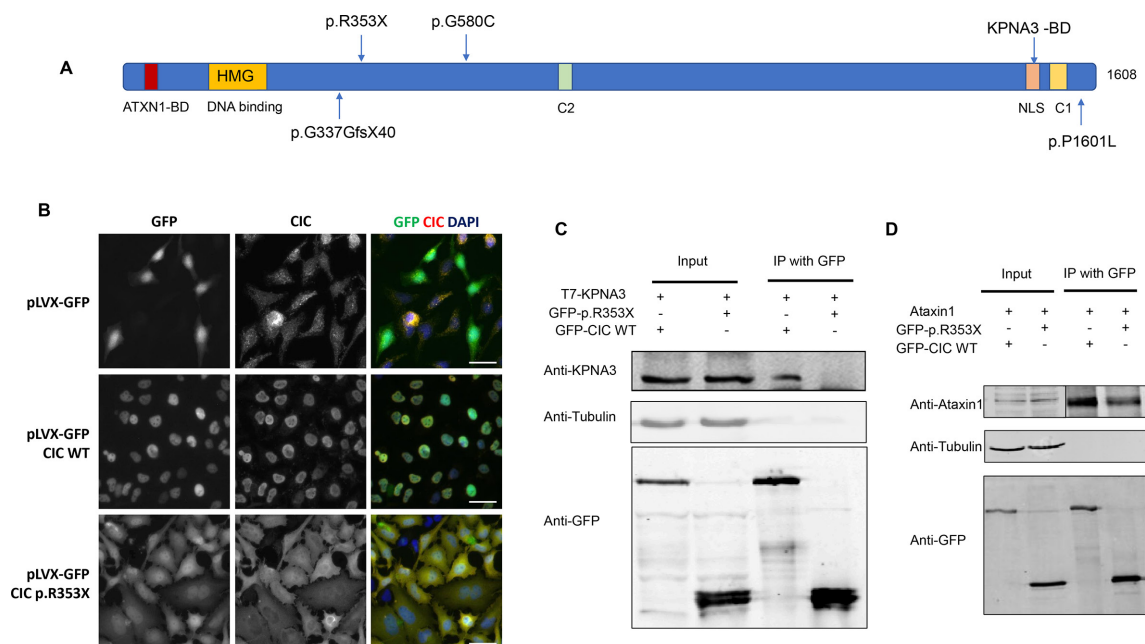 p.R353X p.G580C KPNA3 -BD
A
HMG
1608
ATXN1-BD DNA binding C2 NLS C1
p.G337GfsX40 p.P1601L
B
GFP CIC GFP CIC DAPI
pLVX-GFP
pLVX-GFP
CIC WT
pLVX-GFP
CIC p.R353X
C
Input IP with GFP
T7-KPNA3 + + + +
GFP-p.R353X - + - +
GFP-CIC WT + - + -
Anti-KPNA3
Anti-Tubulin
Anti-GFP
D
Input IP with GFP
Ataxin1 + + + +
GFP-p.R353X - + - +
GFP-CIC WT + - + -
Anti-Ataxin1
Anti-Tubulin
Anti-GFP